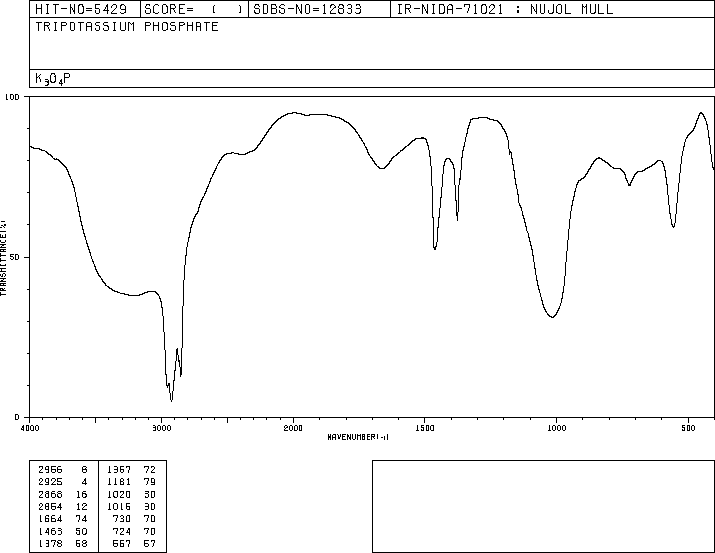 HIT-NO=5429 SCORE= ( ) SDBS-NO=12833 IR-NIDA-71021 : NUJOL MULL
TRIPOTASSIUM PHOSPHATE
K3O4P
100
50
0
TRANSMITTANCE(%)
4000 3000 2000 1500 1000 500
WAVENUMBER(-1)
2956 6 1367 72
2925 4 1181 79
2868 16 1020 30
2854 12 1016 30
1664 74 730 70
1463 50 724 70
1378 58 557 57